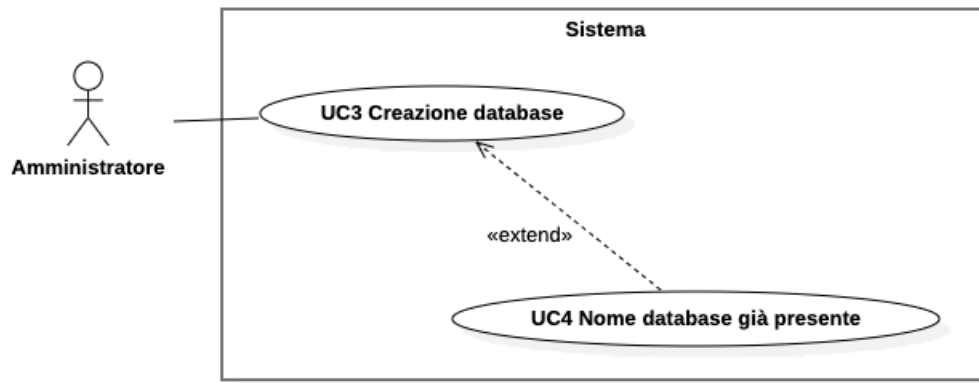 Sistema
UC3 Creazione database
Amministratore
«extend»
UC4 Nome database già presente